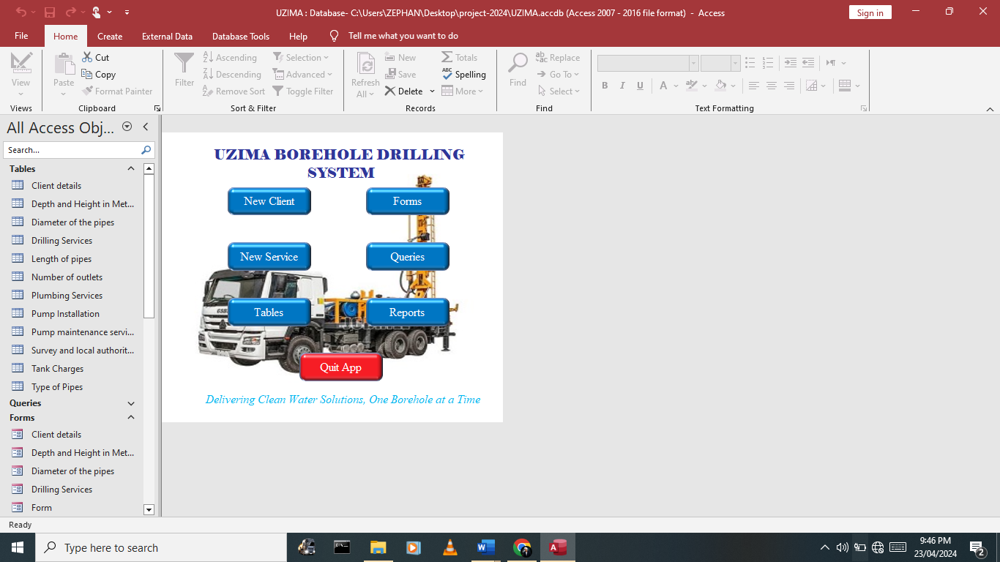 UZIMA : Database- C:\Users\ZEPHAN\Desktop\project-2024\UZIMA.accdb (Access 2007 - 2016 file format) - Access
Sign in
File
Home
Create
External Data
Database Tools
Help
Tell me what you want to do
View
Paste
Cut
Copy
Format Painter
Filter
Ascending
Descending
Remove Sort
Selection
Advanced
Toggle Filter
Refresh
All
New
Save
Delete
Totals
Spelling
More
Find
Replace
Go To
Select
B I U
Views
Clipboard
Sort & Filter
Records
Find
Text Formatting
All Access Obj...
Search...
Tables
Client details
Depth and Height in Met...
Diameter of the pipes
Drilling Services
Length of pipes
Number of outlets
Plumbing Services
Pump Installation
Pump maintenance servi...
Survey and local authorit...
Tank Charges
Type of Pipes
Queries
Forms
Client details
Depth and Height in Met...
Diameter of the pipes
Drilling Services
Form
UZIMA BOREHOLE DRILLING
SYSTEM
New Client
Forms
New Service
Queries
Tables
Reports
Quit App
Delivering Clean Water Solutions, One Borehole at a Time
Ready
Type here to search
9:46 PM
23/04/2024
2